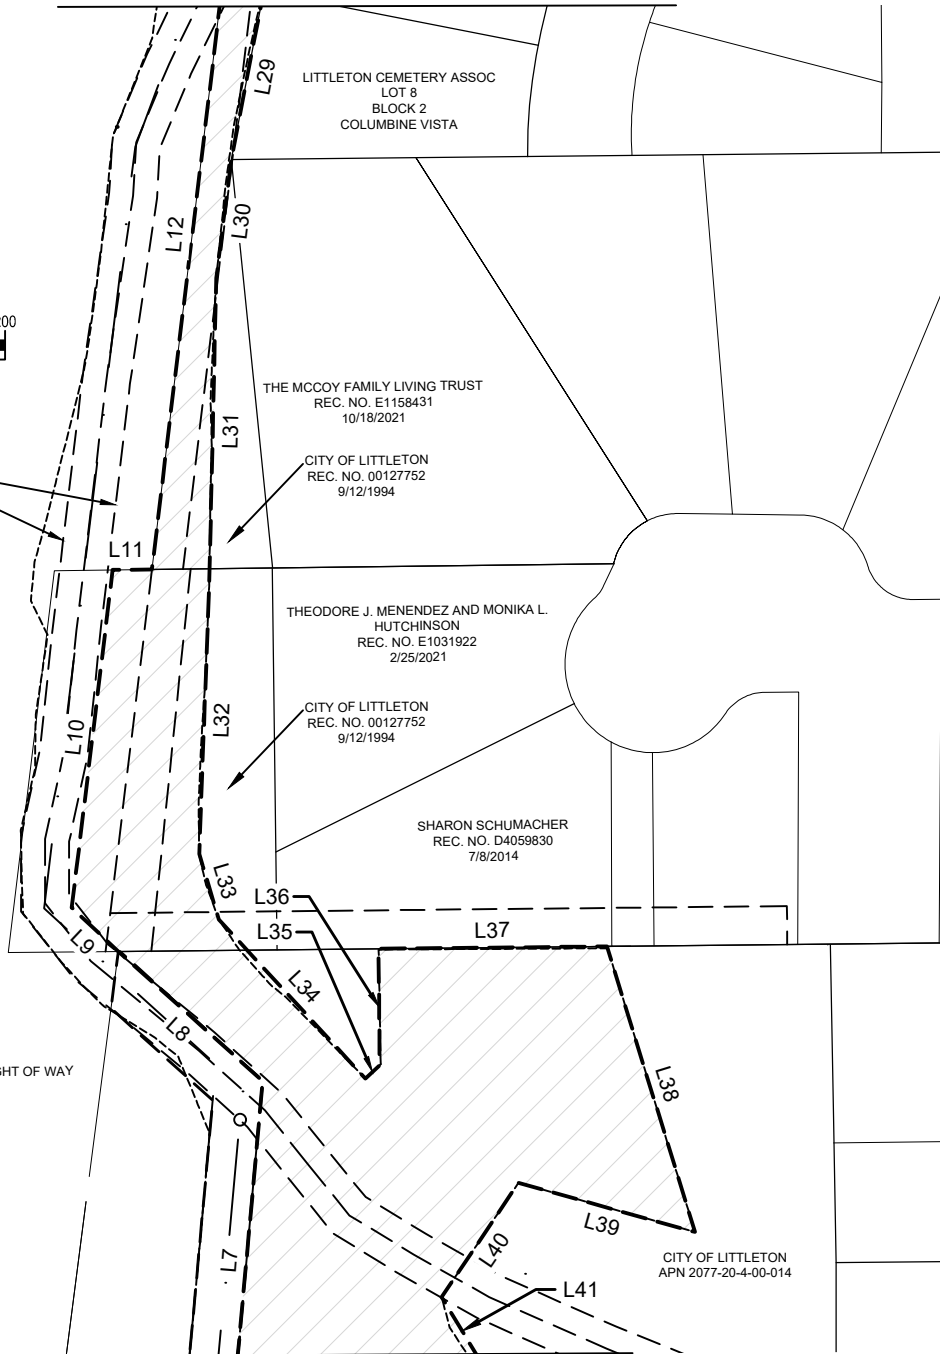 LITTLETON CEMETERY ASSOC
LOT 8
BLOCK 2
COLUMBINE VISTA
L29
L30
L12
THE MCCOY FAMILY LIVING TRUST
REC. NO. E1158431
10/18/2021
L31
CITY OF LITTLETON
REC. NO. 00127752
9/12/1994
L11
THEODORE J. MENENDEZ AND MONIKA L.
HUTCHINSON
REC. NO. E1031922
2/25/2021
L10
L32
CITY OF LITTLETON
REC. NO. 00127752
9/12/1994
SHARON SCHUMACHER
REC. NO. D4059830
7/8/2014
L33
L36
L35
L37
L9
L34
L8
HT OF WAY
L38
L7
L39
L40
CITY OF LITTLETON
APN 2077-20-4-00-014
L41